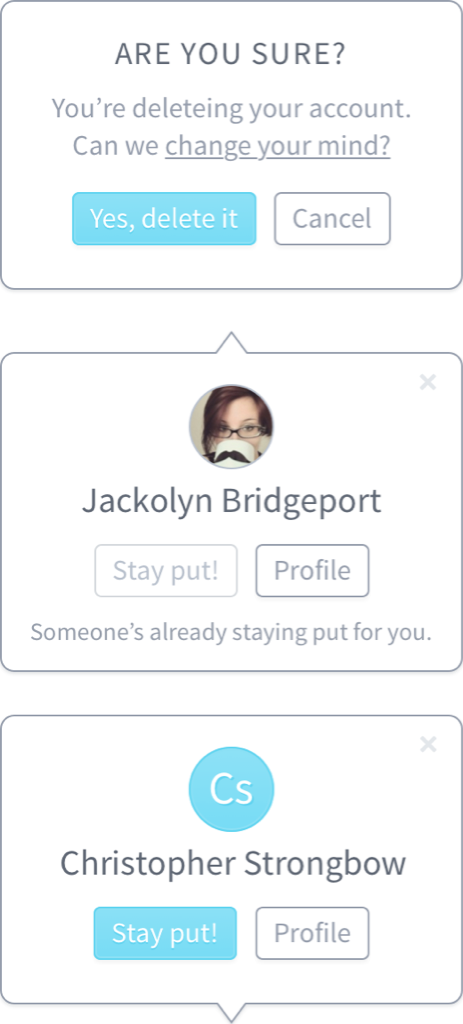 ARE YOU SURE?
You’re deleteing your account.
Can we change your mind?
Yes, delete it
Cancel
Jackolyn Bridgeport
Stay put!
Profile
Someone’s already staying put for you.
Cs
Christopher Strongbow
Stay put!
Profile